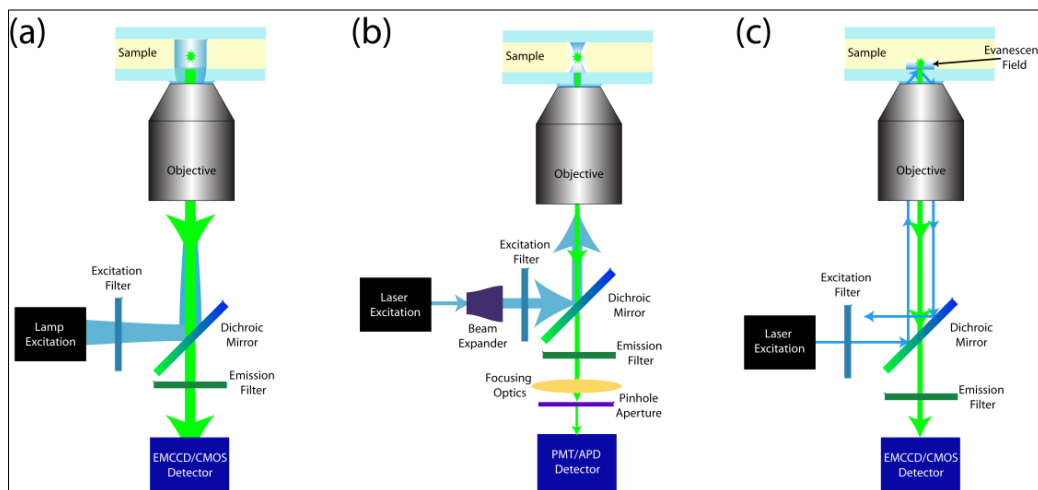 (a)
Sample
Objective
Excitation
Filter
Lamp
Excitation
Dichroic
Mirror
Emission
Filter
EMCCD/CMOS
Detector
(b)
Sample
Objective
Excitation
Filter
Laser
Excitation
Beam
Expander
Dichroic
Mirror
Emission
Filter
Focusing
Optics
Pinhole
Aperture
PMT/APD
Detector
(c)
Sample
Evanescen
Field
Objective
Excitation
Filter
Laser
Excitation
Dichroic
Mirror
Emission
Filter
EMCCD/CMOS
Detector